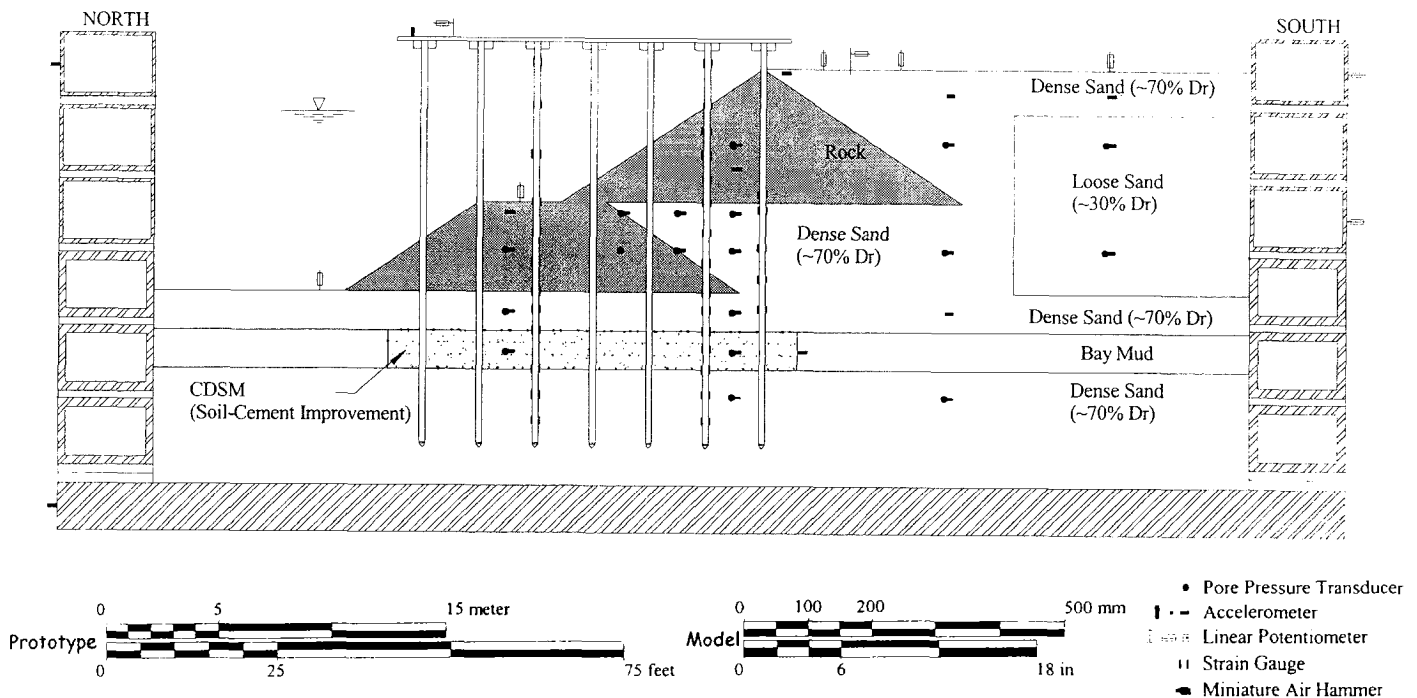 NORTH
SOUTH
Dense Sand (~70% Dr)
Rock
Loose Sand
(~30% Dr)
Dense Sand
(~70% Dr)
Dense Sand (~70% Dr)
Bay Mud
CDSM
(Soil-Cement Improvement)
Dense Sand
(~70% Dr)
0 5 15 meter
Prototype
0 25 75 feet
0 100 200 500 mm
Model
0 6 18 in
Pore Pressure Transducer
Accelerometer
Linear Potentiometer
Strain Gauge
Miniature Air Hammer